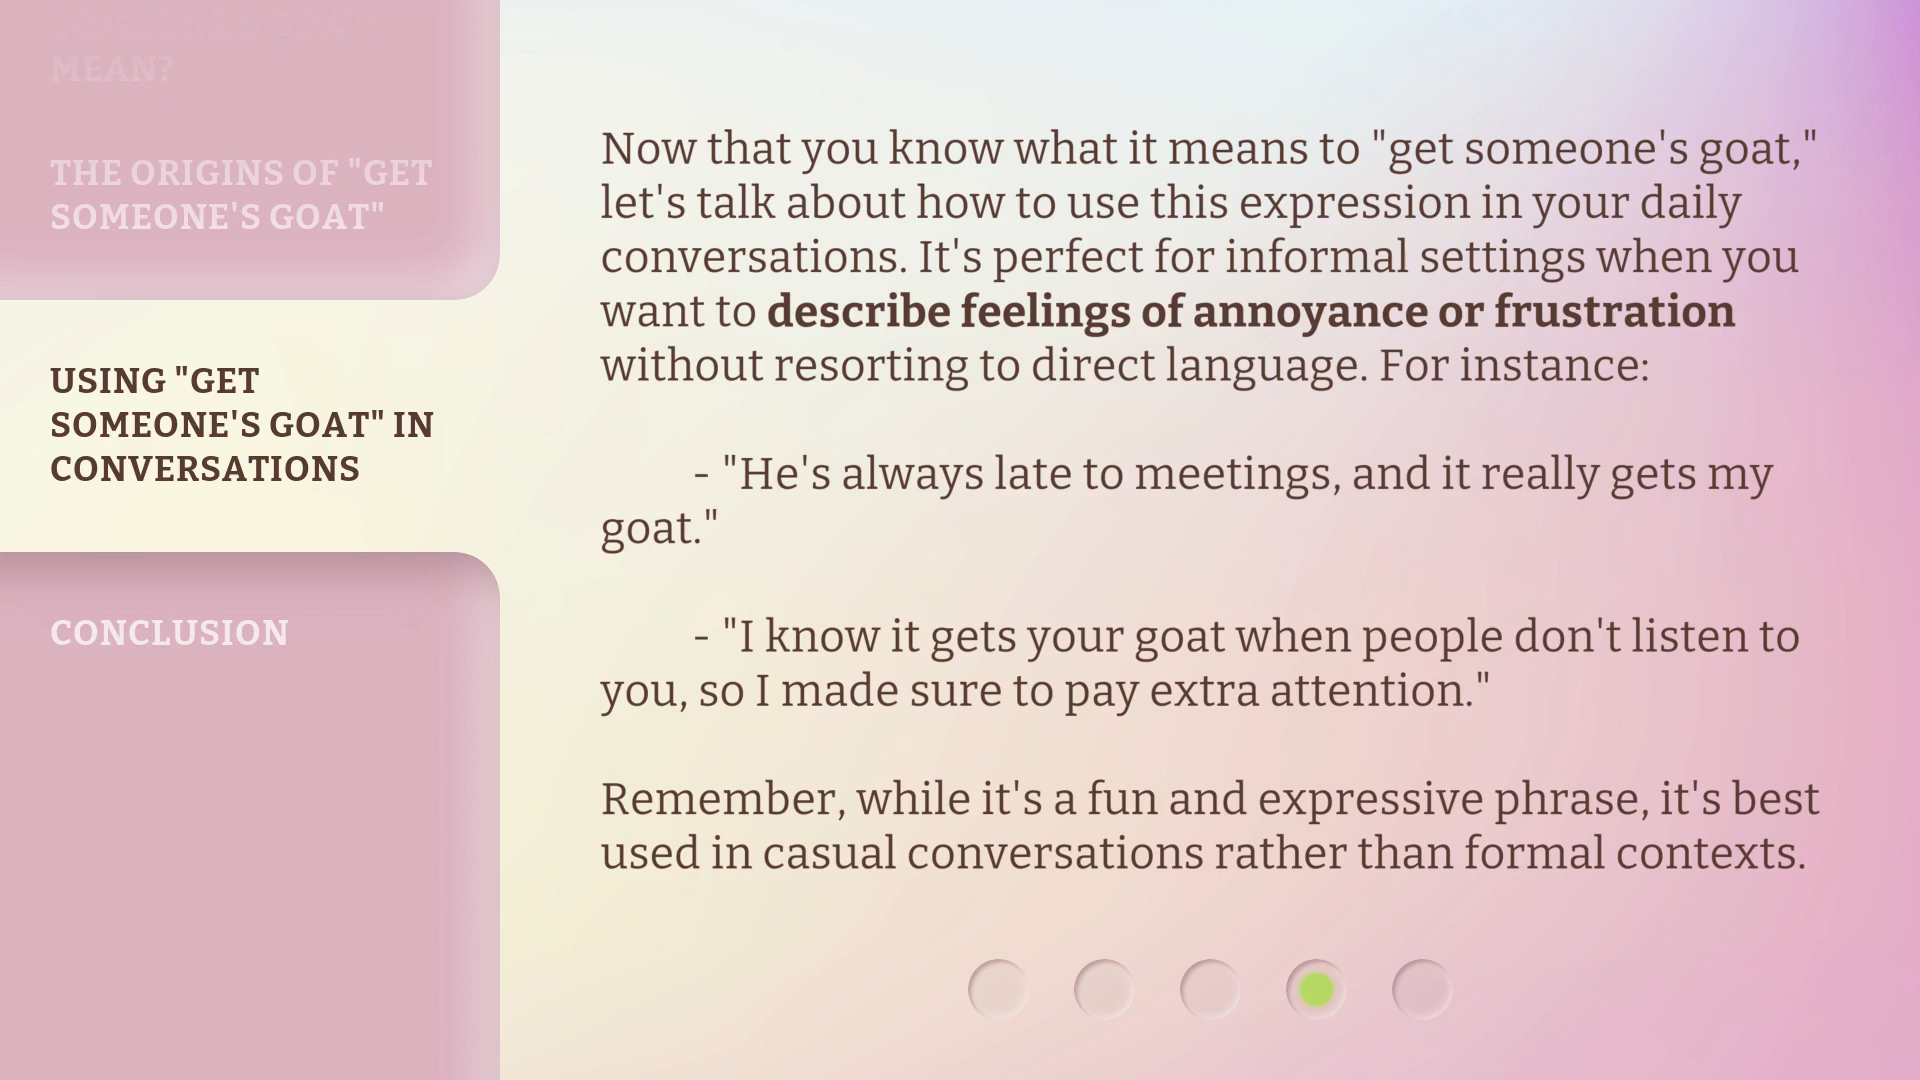 SOMEONE'S GOAT"
MEAN?
THE ORIGINS OF "GET
SOMEONE'S GOAT"
USING "GET
SOMEONE'S GOAT" IN
CONVERSATIONS
CONCLUSION
Now that you know what it means to "get someone's goat,"
let's talk about how to use this expression in your daily
conversations. It's perfect for informal settings when you
want to describe feelings of annoyance or frustration
without resorting to direct language. For instance:
- "He's always late to meetings, and it really gets my
goat."
- "I know it gets your goat when people don't listen to
you, so I made sure to pay extra attention."
Remember, while it's a fun and expressive phrase, it's best
used in casual conversations rather than formal contexts.